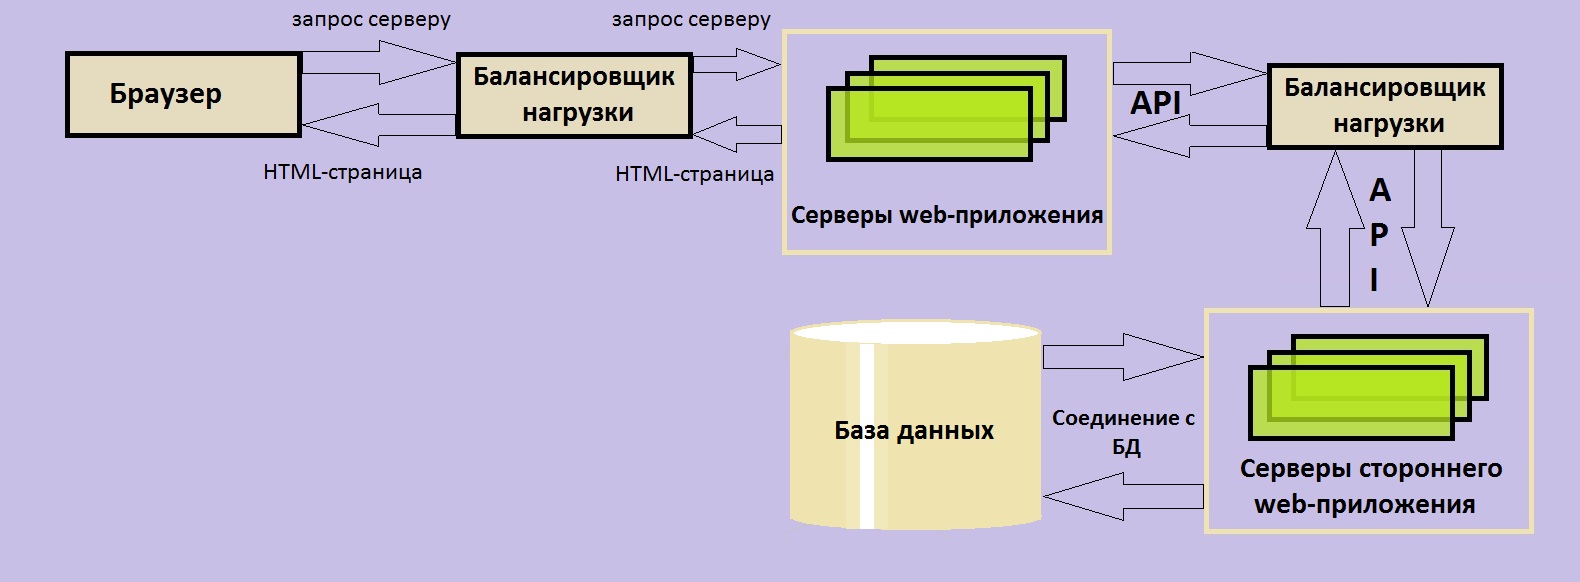 запрос серверу
запрос серверу
Браузер
Балансировщик
нагрузки
HTML-страница
HTML-страница
Серверы web-приложения
API
Балансировщик
нагрузки
A
P
I
База данных
Соединение с
БД
Серверы стороннего
web-приложения